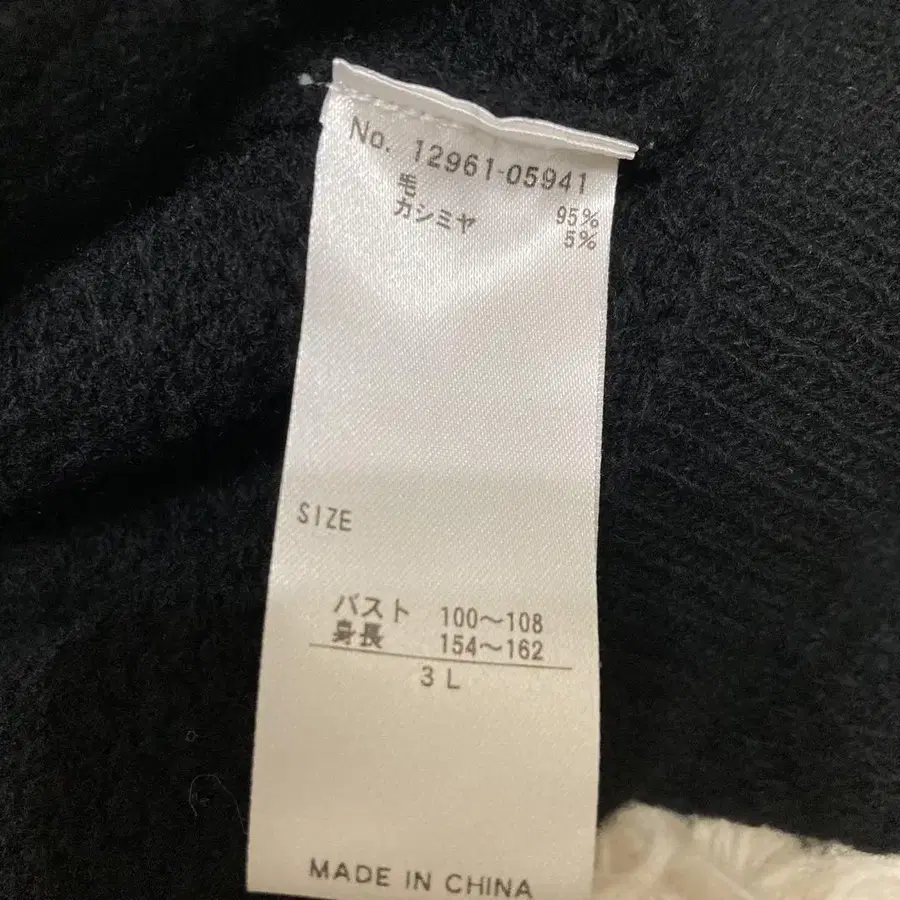 No. 12961-05941
毛 95%
カシミヤ 5%
SIZE
バスト 100〜108
身長 154〜162
3L
MADE IN CHINA